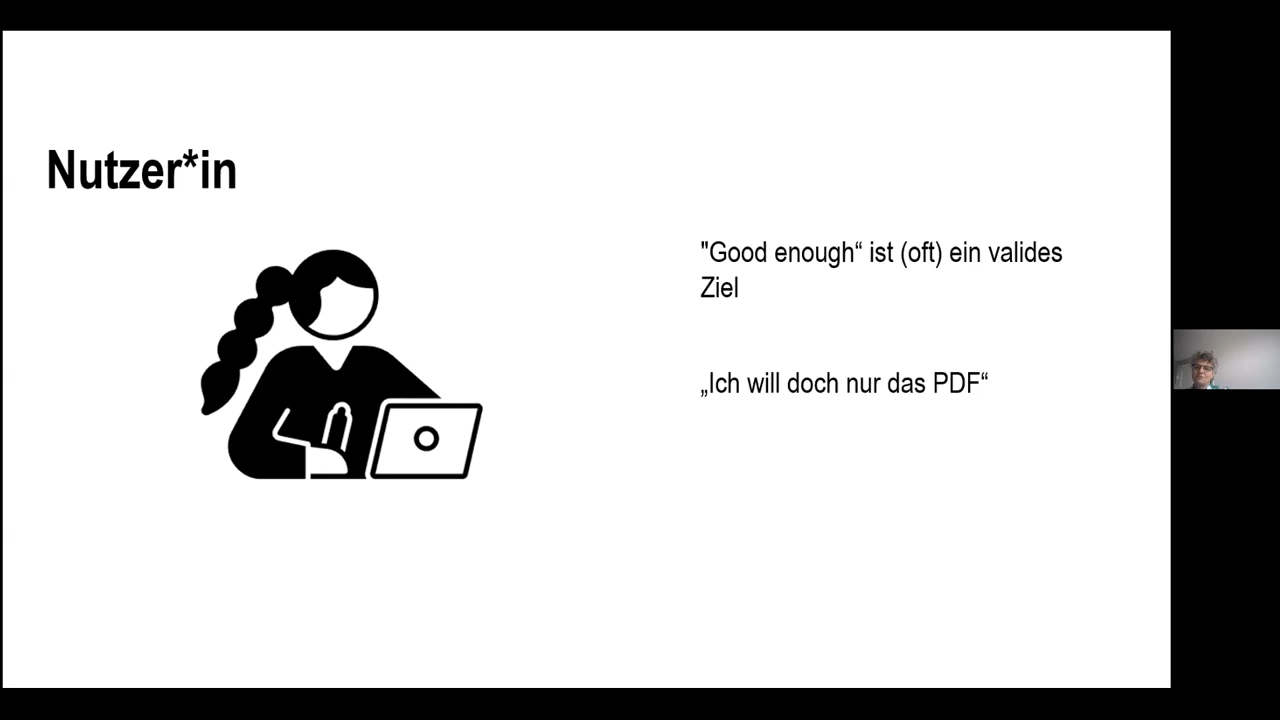 Nutzer*in
"Good enough“ ist (oft) ein valides
Ziel
„Ich will doch nur das PDF“